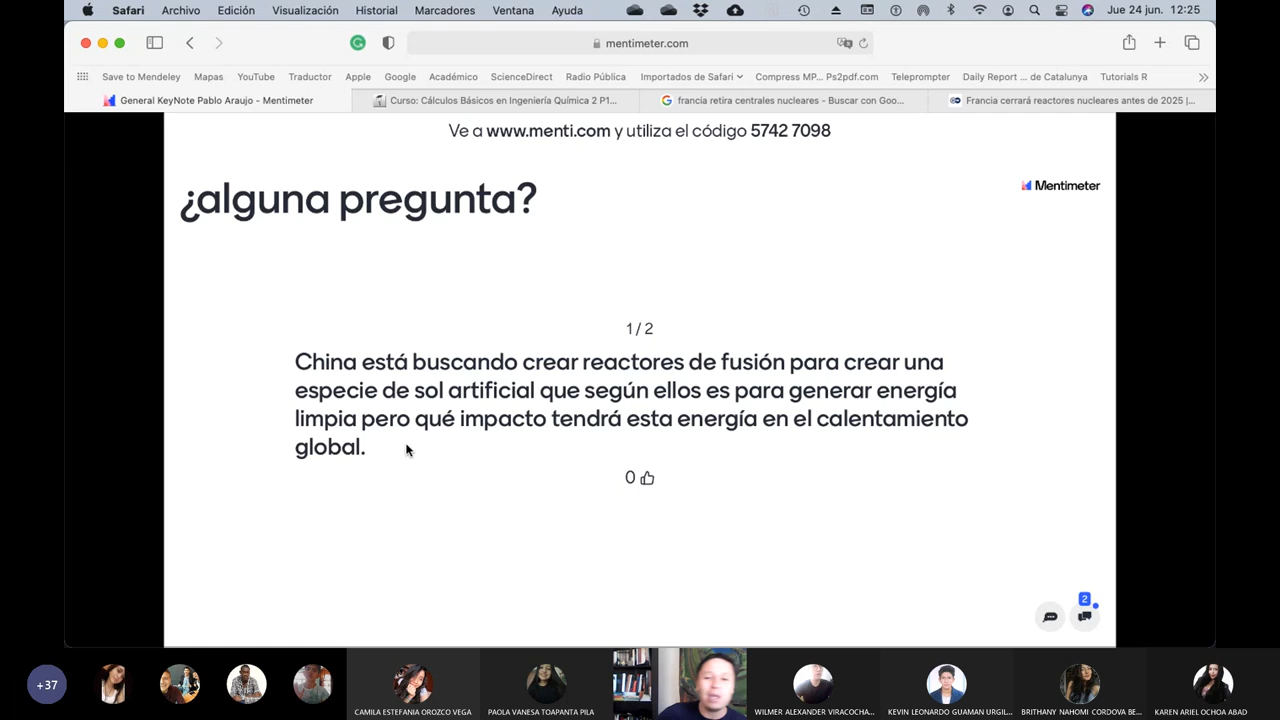 Safari Archivo Edición Visualización Historial Marcadores Ventana Ayuda Jue 24 jun. 12:25
mentimeter.com
Save to Mendeley Mapas YouTube Traductor Apple Google Académico ScienceDirect Radio Pública Importados de Safari Compress MP... Ps2pdf.com Teleprompter Daily Report ... de Catalunya Tutorials R
General KeyNote Pablo Araujo - Mentimeter Curso: Cálculos Básicos en Ingeniería Química 2 P1... francia retira centrales nucleares - Buscar con Goo... Francia cerrará reactores nucleares antes de 2025 |...
Ve a www.menti.com y utiliza el código 5742 7098
¿alguna pregunta?
Mentimeter
1 / 2
China está buscando crear reactores de fusión para crear una
especie de sol artificial que según ellos es para generar energía
limpia pero qué impacto tendrá esta energía en el calentamiento
global.
0
2
+37
CAMILA ESTEFANIA OROZCO VEGA PAOLA VANESA TOAPANTA PILA WILMER ALEXANDER VIRACOCHA... KEVIN LEONARDO GUAMAN URGIL... BRITHANY NAHOMI CORDOVA BE... KAREN ARIEL OCHOA ABAD